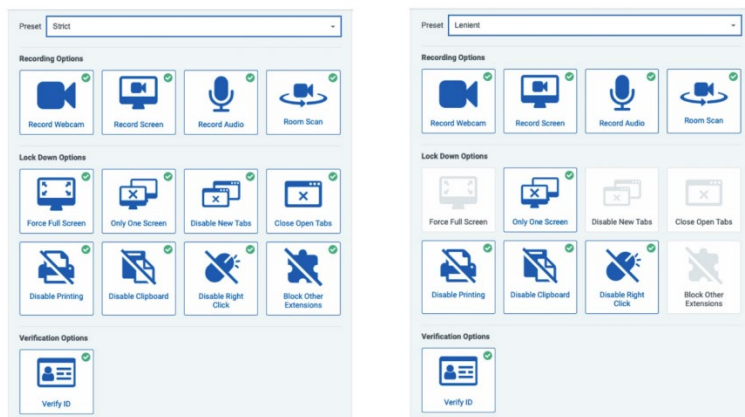 Preset Strict
Recording Options
Record Webcam Record Screen Record Audio Room Scan
Lock Down Options
Force Full Screen Only One Screen Disable New Tabs Close Open Tabs
Disable Printing Disable Clipboard Disable Right
Click Block Other
Extensions
Verification Options
Verify ID
Preset Lenient
Recording Options
Record Webcam Record Screen Record Audio Room Scan
Lock Down Options
Force Full Screen Only One Screen Disable New Tabs Close Open Tabs
Disable Printing Disable Clipboard Disable Right
Click Block Other
Extensions
Verification Options
Verify ID